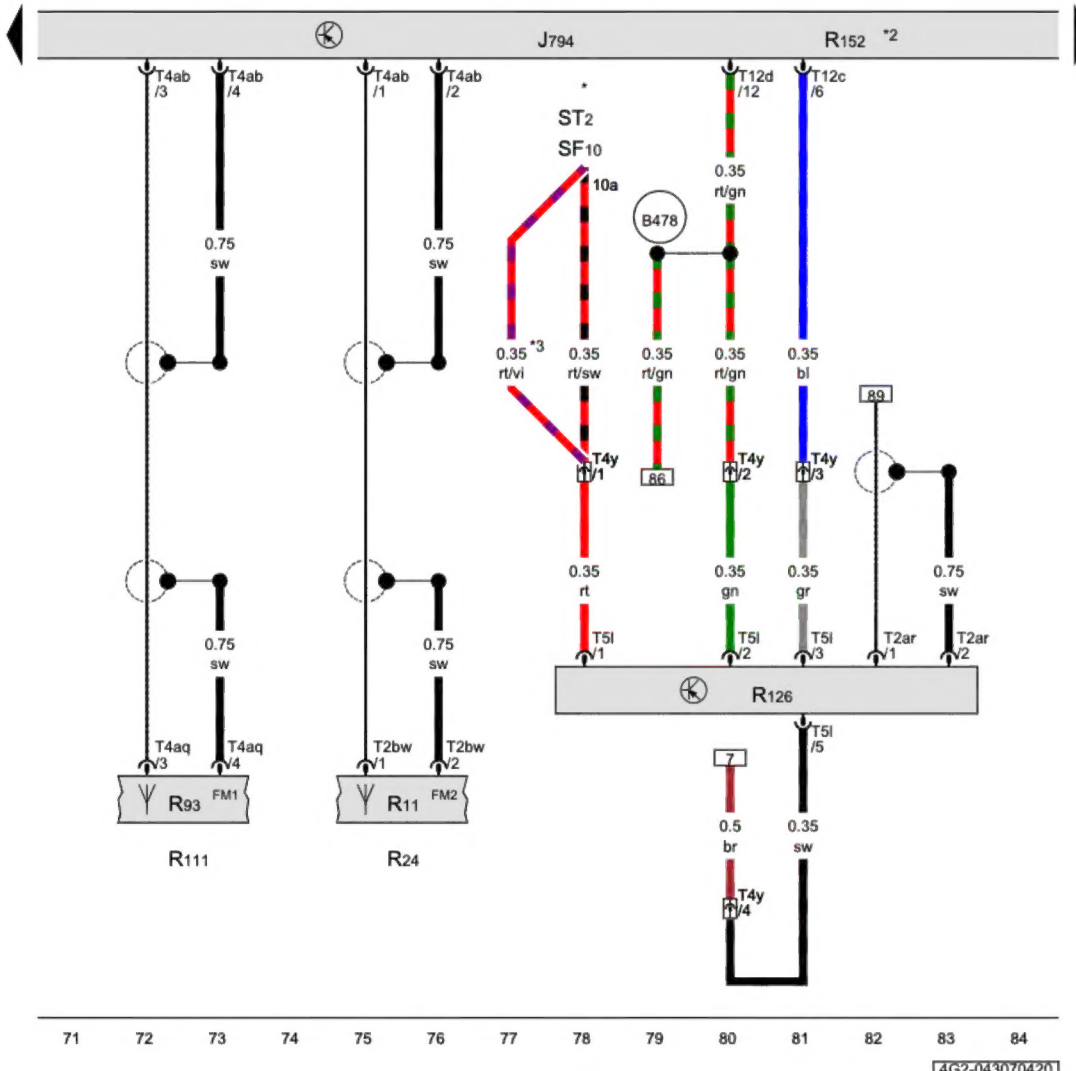 J794 R152 *2
T4ab /3
T4ab /4
T4ab /1
T4ab /2
T12d /12
T12c /6
*
ST2
SF10
10a
0.35 rt/gn
B478
0.75 sw
0.75 sw
0.35 *3 rt/vi
0.35 rt/sw
0.35 rt/gn
0.35 rt/gn
0.35 bl
89
T4y /1
86
T4y /2
T4y /3
0.35 rt
0.35 gn
0.35 gr
0.75 sw
0.75 sw
0.75 sw
T5l /1
T5l /2
T5l /3
T2ar /1
T2ar /2
R126
T5l /5
T4aq /3
T4aq /4
T2bw /1
T2bw /2
7
R93 FM1
R11 FM2
0.5 br
0.35 sw
R111
R24
T4y /4
71 72 73 74 75 76 77 78 79 80 81 82 83 84
4G2-043070420